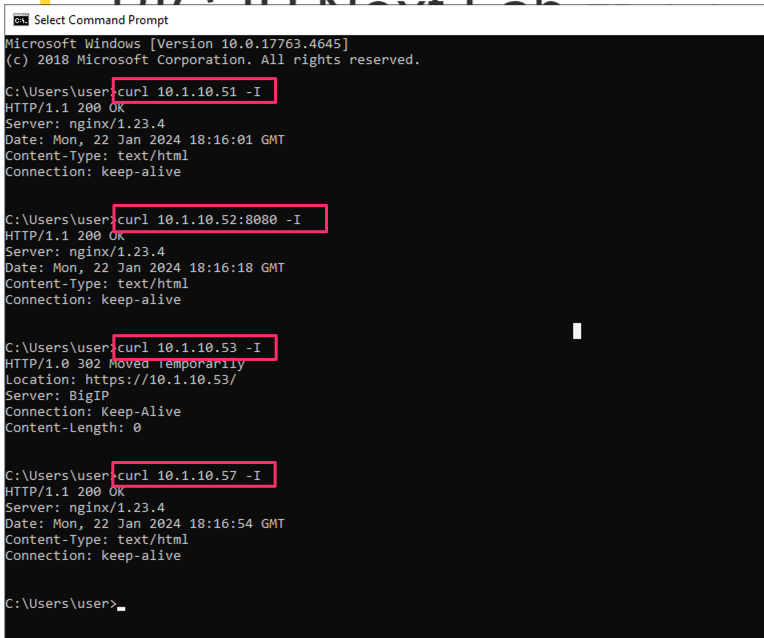 Select Command Prompt
Microsoft Windows [Version 10.0.17763.4645]
(c) 2018 Microsoft Corporation. All rights reserved.
C:\Users\user>curl 10.1.10.51 -I
HTTP/1.1 200 OK
Server: nginx/1.23.4
Date: Mon, 22 Jan 2024 18:16:01 GMT
Content-Type: text/html
Connection: keep-alive
C:\Users\user>curl 10.1.10.52:8080 -I
HTTP/1.1 200 OK
Server: nginx/1.23.4
Date: Mon, 22 Jan 2024 18:16:18 GMT
Content-Type: text/html
Connection: keep-alive
C:\Users\user>curl 10.1.10.53 -I
HTTP/1.0 302 Moved Temporarily
Location: https://10.1.10.53/
Server: BigIP
Connection: Keep-Alive
Content-Length: 0
C:\Users\user>curl 10.1.10.57 -I
HTTP/1.1 200 OK
Server: nginx/1.23.4
Date: Mon, 22 Jan 2024 18:16:54 GMT
Content-Type: text/html
Connection: keep-alive
C:\Users\user>